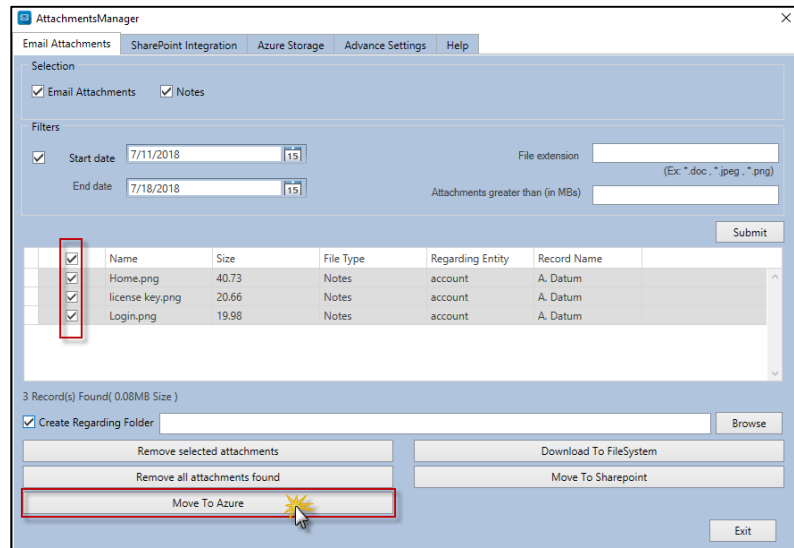 AttachmentsManager
Email Attachments SharePoint Integration Azure Storage Advance Settings Help
Selection
Email Attachments Notes
Filters
Start date 7/11/2018 15 File extension
(Ex: *.doc , *.jpeg , *.png)
End date 7/18/2018 15 Attachments greater than (in MBs)
Submit
Name Size File Type Regarding Entity Record Name
Home.png 40.73 Notes account A. Datum
license key.png 20.66 Notes account A. Datum
Login.png 19.98 Notes account A. Datum
3 Record(s) Found( 0.08MB Size )
Create Regarding Folder Browse
Remove selected attachments Download To FileSystem
Remove all attachments found Move To Sharepoint
Move To Azure
Exit